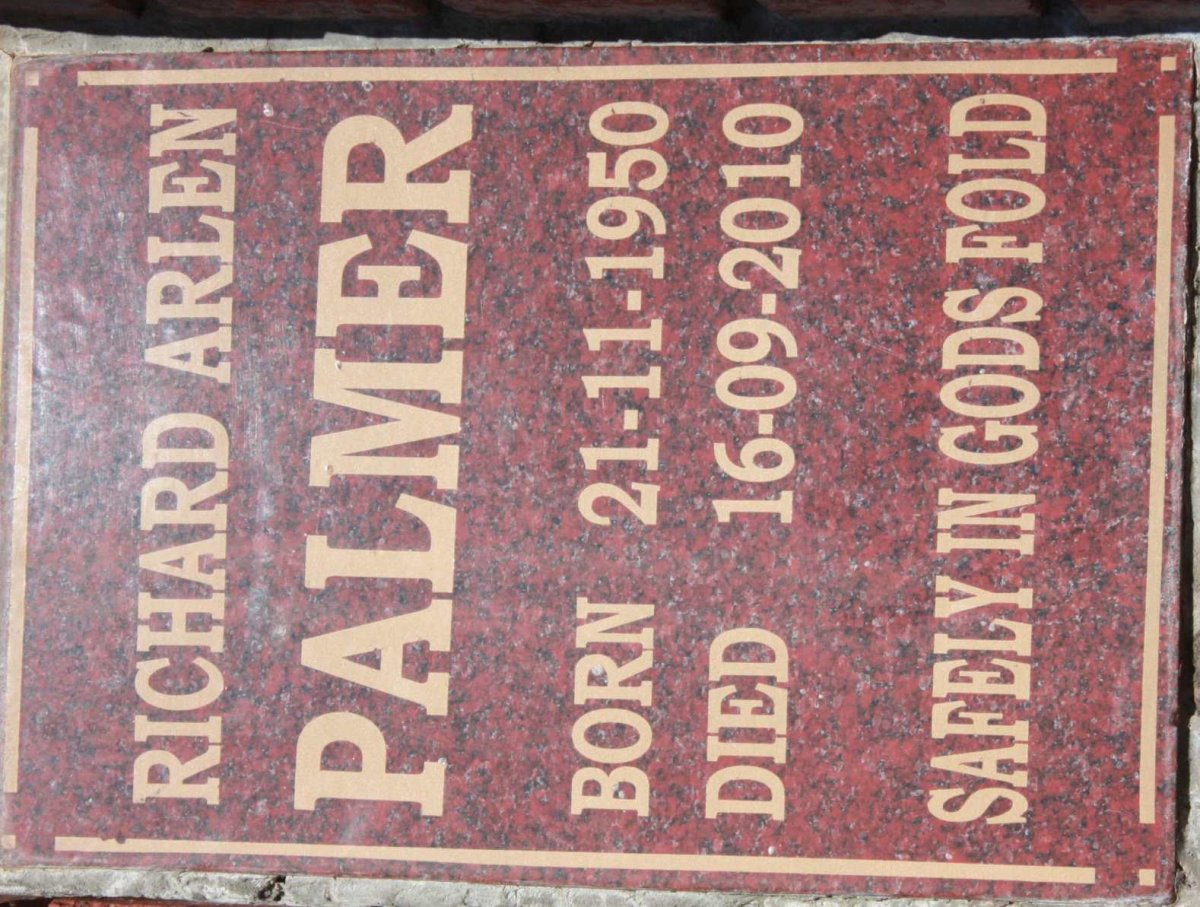 RICHARD ARLEN
PALMER
BORN 21-11-1950
DIED 16-09-2010
SAFELY IN GODS FOLD